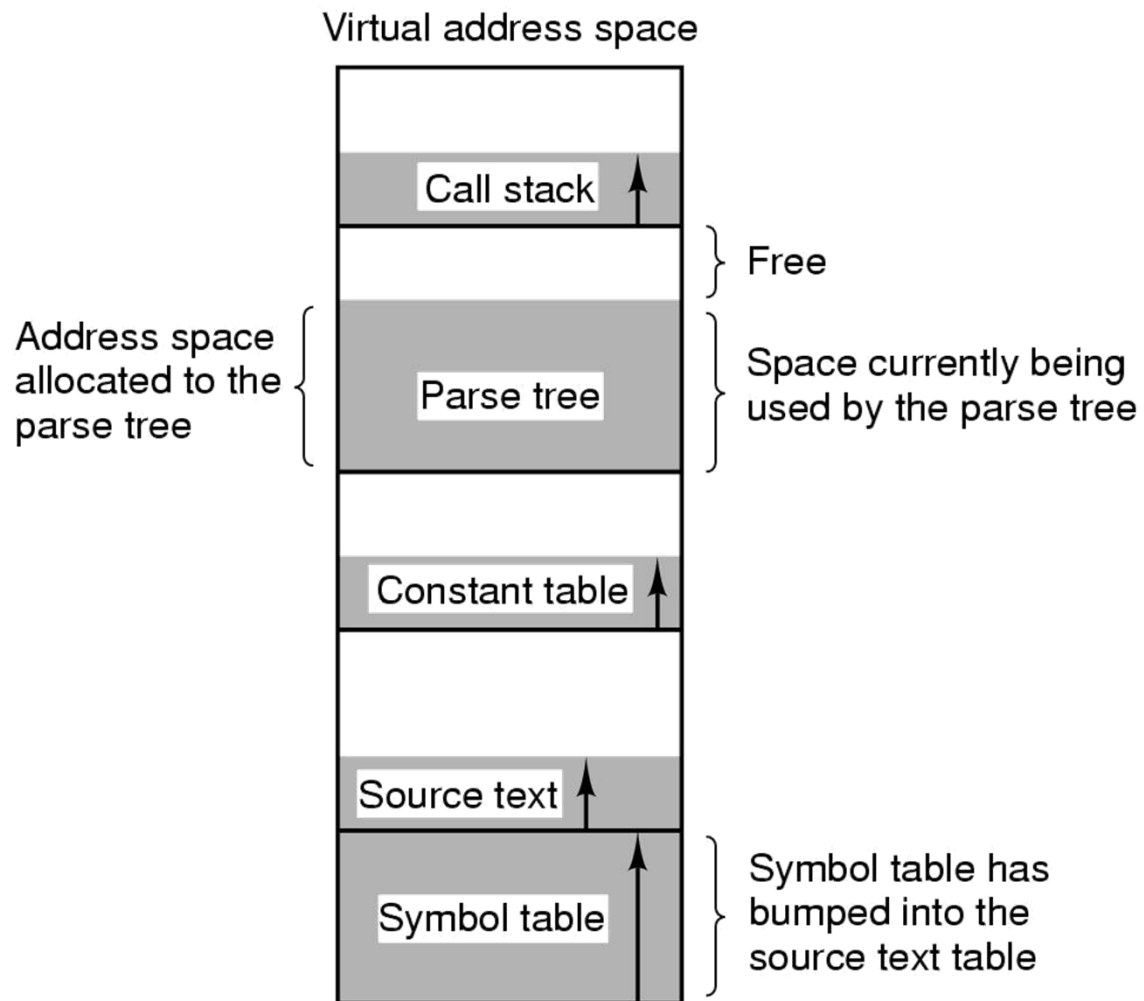 Virtual address space
Call stack
Free
Address space
allocated to the
parse tree
Parse tree
Space currently being
used by the parse tree
Constant table
Source text
Symbol table
Symbol table has
bumped into the
source text table